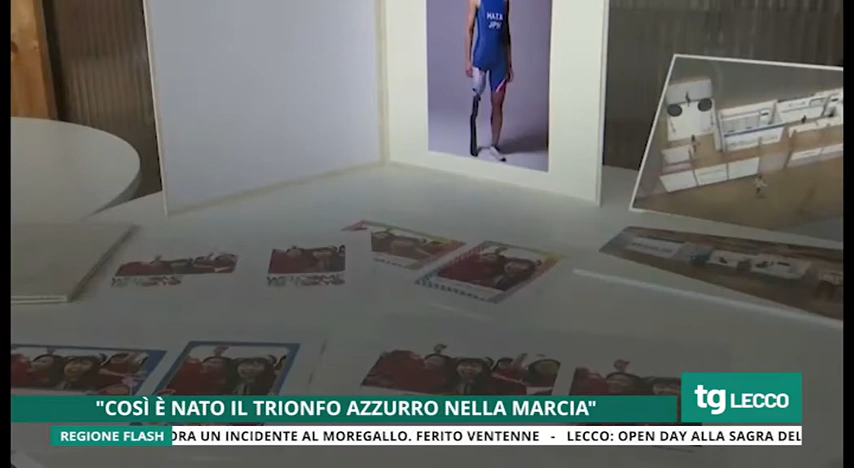 JPN
"COSÌ È NATO IL TRIONFO AZZURRO NELLA MARCIA"
tg LECCO
REGIONE FLASH
ORA UN INCIDENTE AL MOREGALLO. FERITO VENTENNE - LECCO: OPEN DAY ALLA SAGRA DEL